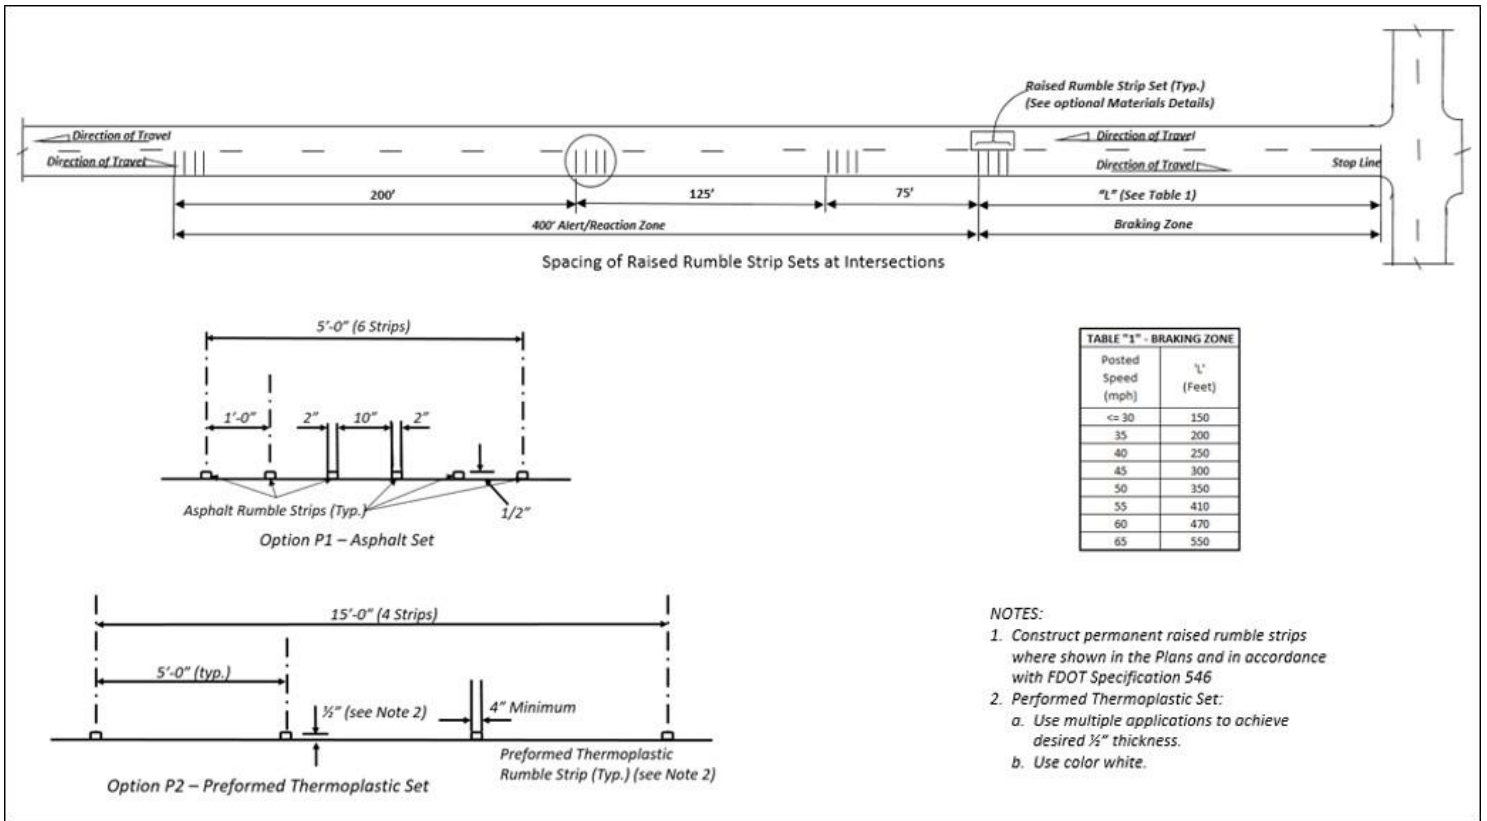 Raised Rumble Strip Set (Typ.)
(See optional Materials Details)
Direction of Travel
Direction of Travel
Direction of Travel
Direction of Travel
Stop Line
200'
125'
75'
"L" (See Table 1)
400' Alert/Reaction Zone
Braking Zone
Spacing of Raised Rumble Strip Sets at Intersections
5'-0" (6 Strips)
1'-0"
2"
10"
2"
Asphalt Rumble Strips (Typ.)
1/2"
Option P1 – Asphalt Set
TABLE "1" - BRAKING ZONE
Posted Speed (mph) 'L' (Feet)
<= 30 150
35 200
40 250
45 300
50 350
55 410
60 470
65 550
15'-0" (4 Strips)
5'-0" (typ.)
½" (see Note 2)
4" Minimum
Preformed Thermoplastic
Rumble Strip (Typ.) (see Note 2)
Option P2 – Preformed Thermoplastic Set
NOTES:
1. Construct permanent raised rumble strips
where shown in the Plans and in accordance
with FDOT Specification 546
2. Performed Thermoplastic Set:
a. Use multiple applications to achieve
desired ½" thickness.
b. Use color white.